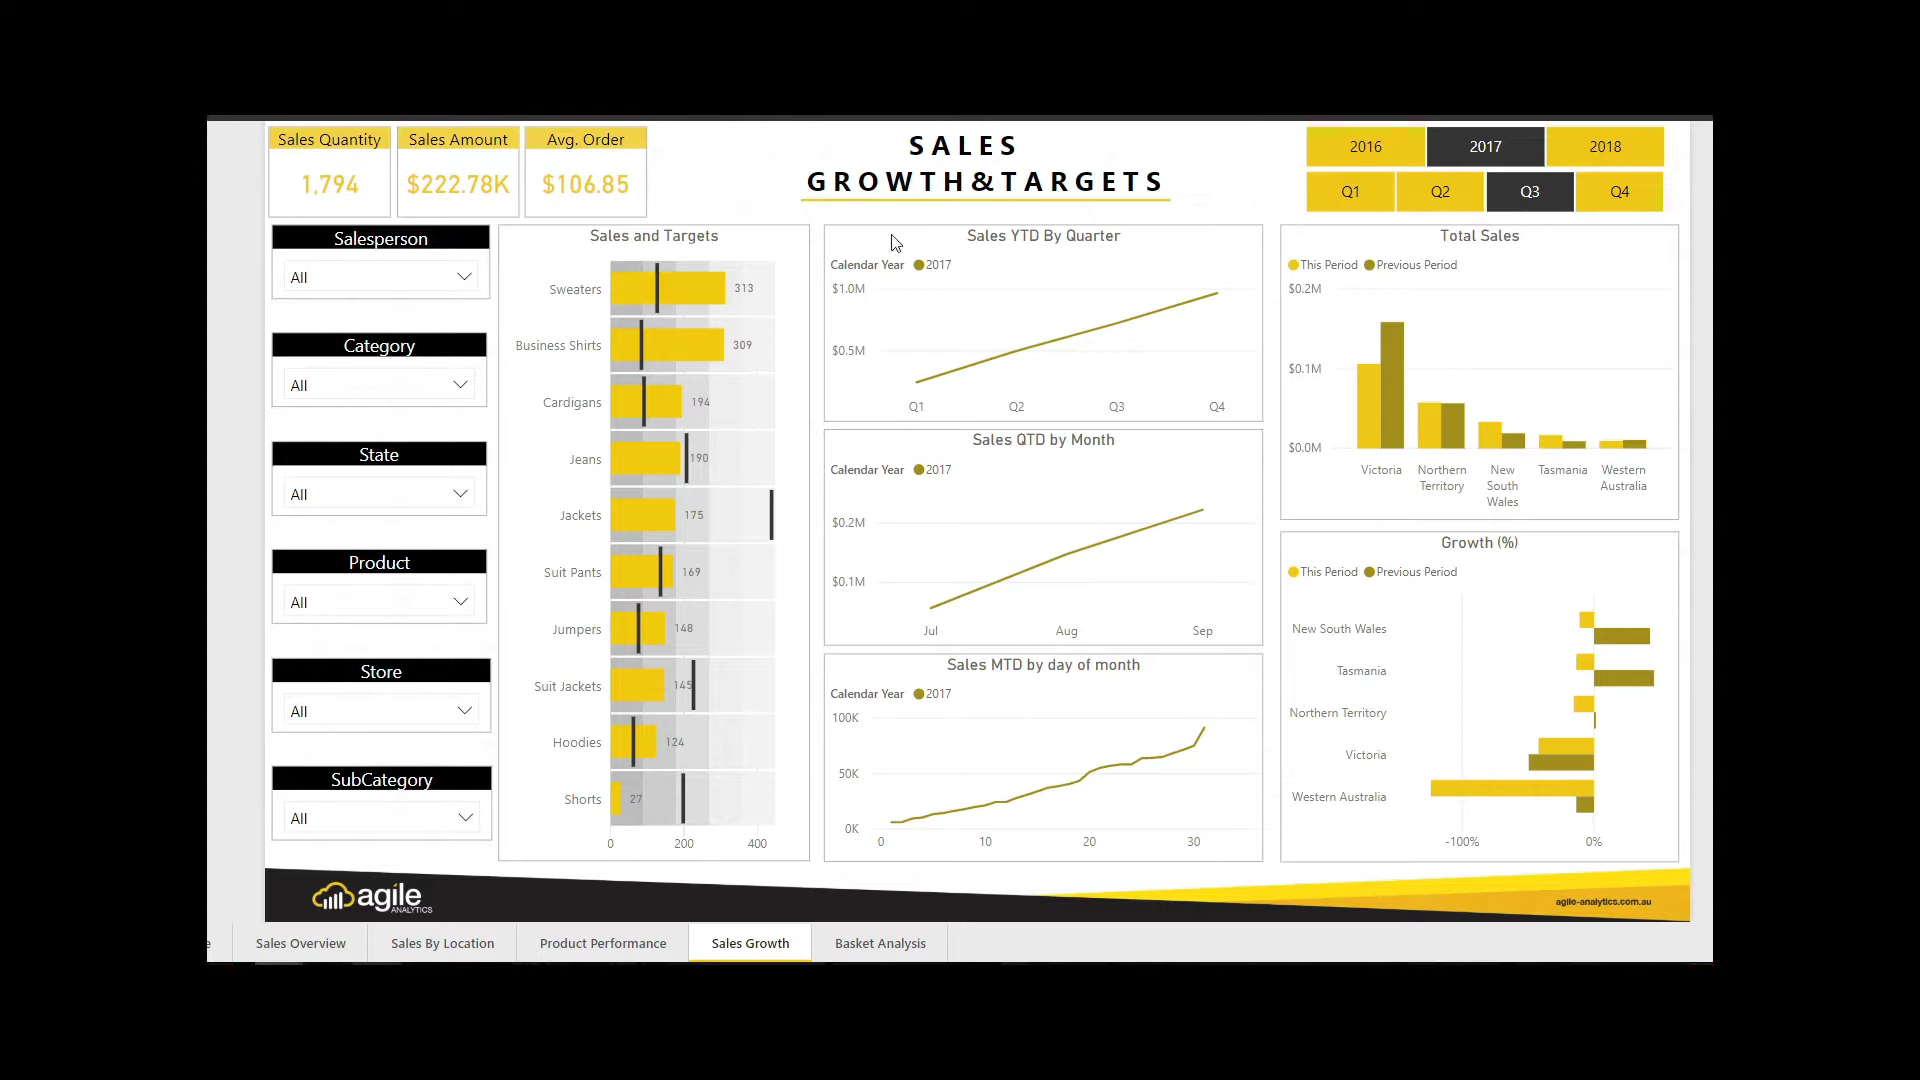 Sales Quantity
1,794
Sales Amount
$222.78K
Avg. Order
$106.85
SALES
GROWTH&TARGETS
2016 2017 2018
Q1 Q2 Q3 Q4
Salesperson
All
Category
All
State
All
Product
All
Store
All
SubCategory
All
Sales and Targets
Sweaters 313
Business Shirts 309
Cardigans 194
Jeans 190
Jackets 175
Suit Pants 169
Jumpers 148
Suit Jackets 145
Hoodies 124
Shorts 27
0 200 400
Sales YTD By Quarter
Calendar Year 2017
$1.0M
$0.5M
Q1 Q2 Q3 Q4
Sales QTD by Month
Calendar Year 2017
$0.2M
$0.1M
Jul Aug Sep
Sales MTD by day of month
Calendar Year 2017
100K
50K
0K
0 10 20 30
Total Sales
This Period Previous Period
$0.2M
$0.1M
$0.0M
Victoria Northern New Tasmania Western
Territory South Australia
Wales
Growth (%)
This Period Previous Period
New South Wales
Tasmania
Northern Territory
Victoria
Western Australia
-100% 0%
agile
ANALYTICS
agile-analytics.com.au
e Sales Overview Sales By Location Product Performance Sales Growth Basket Analysis